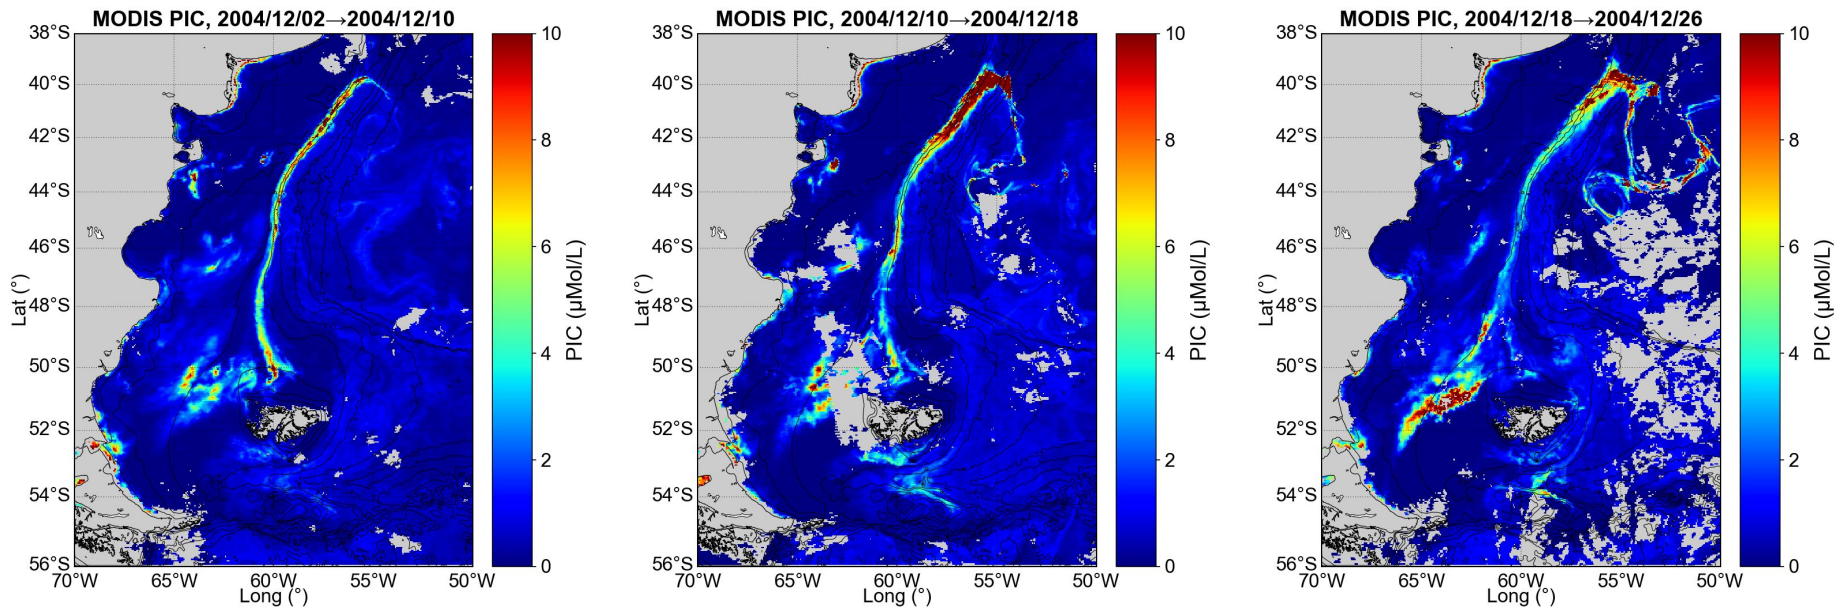 MODIS PIC, 2004/12/02→2004/12/10
38°S
40°S
42°S
44°S
46°S
48°S
50°S
52°S
54°S
56°S
Lat (°)
70°W
65°W
60°W
55°W
50°W
Long (°)
10
8
6
4
2
0
PIC (µMol/L)
MODIS PIC, 2004/12/10→2004/12/18
38°S
40°S
42°S
44°S
46°S
48°S
50°S
52°S
54°S
56°S
Lat (°)
70°W
65°W
60°W
55°W
50°W
Long (°)
10
8
6
4
2
0
PIC (µMol/L)
MODIS PIC, 2004/12/18→2004/12/26
38°S
40°S
42°S
44°S
46°S
48°S
50°S
52°S
54°S
56°S
Lat (°)
70°W
65°W
60°W
55°W
50°W
Long (°)
10
8
6
4
2
0
PIC (µMol/L)